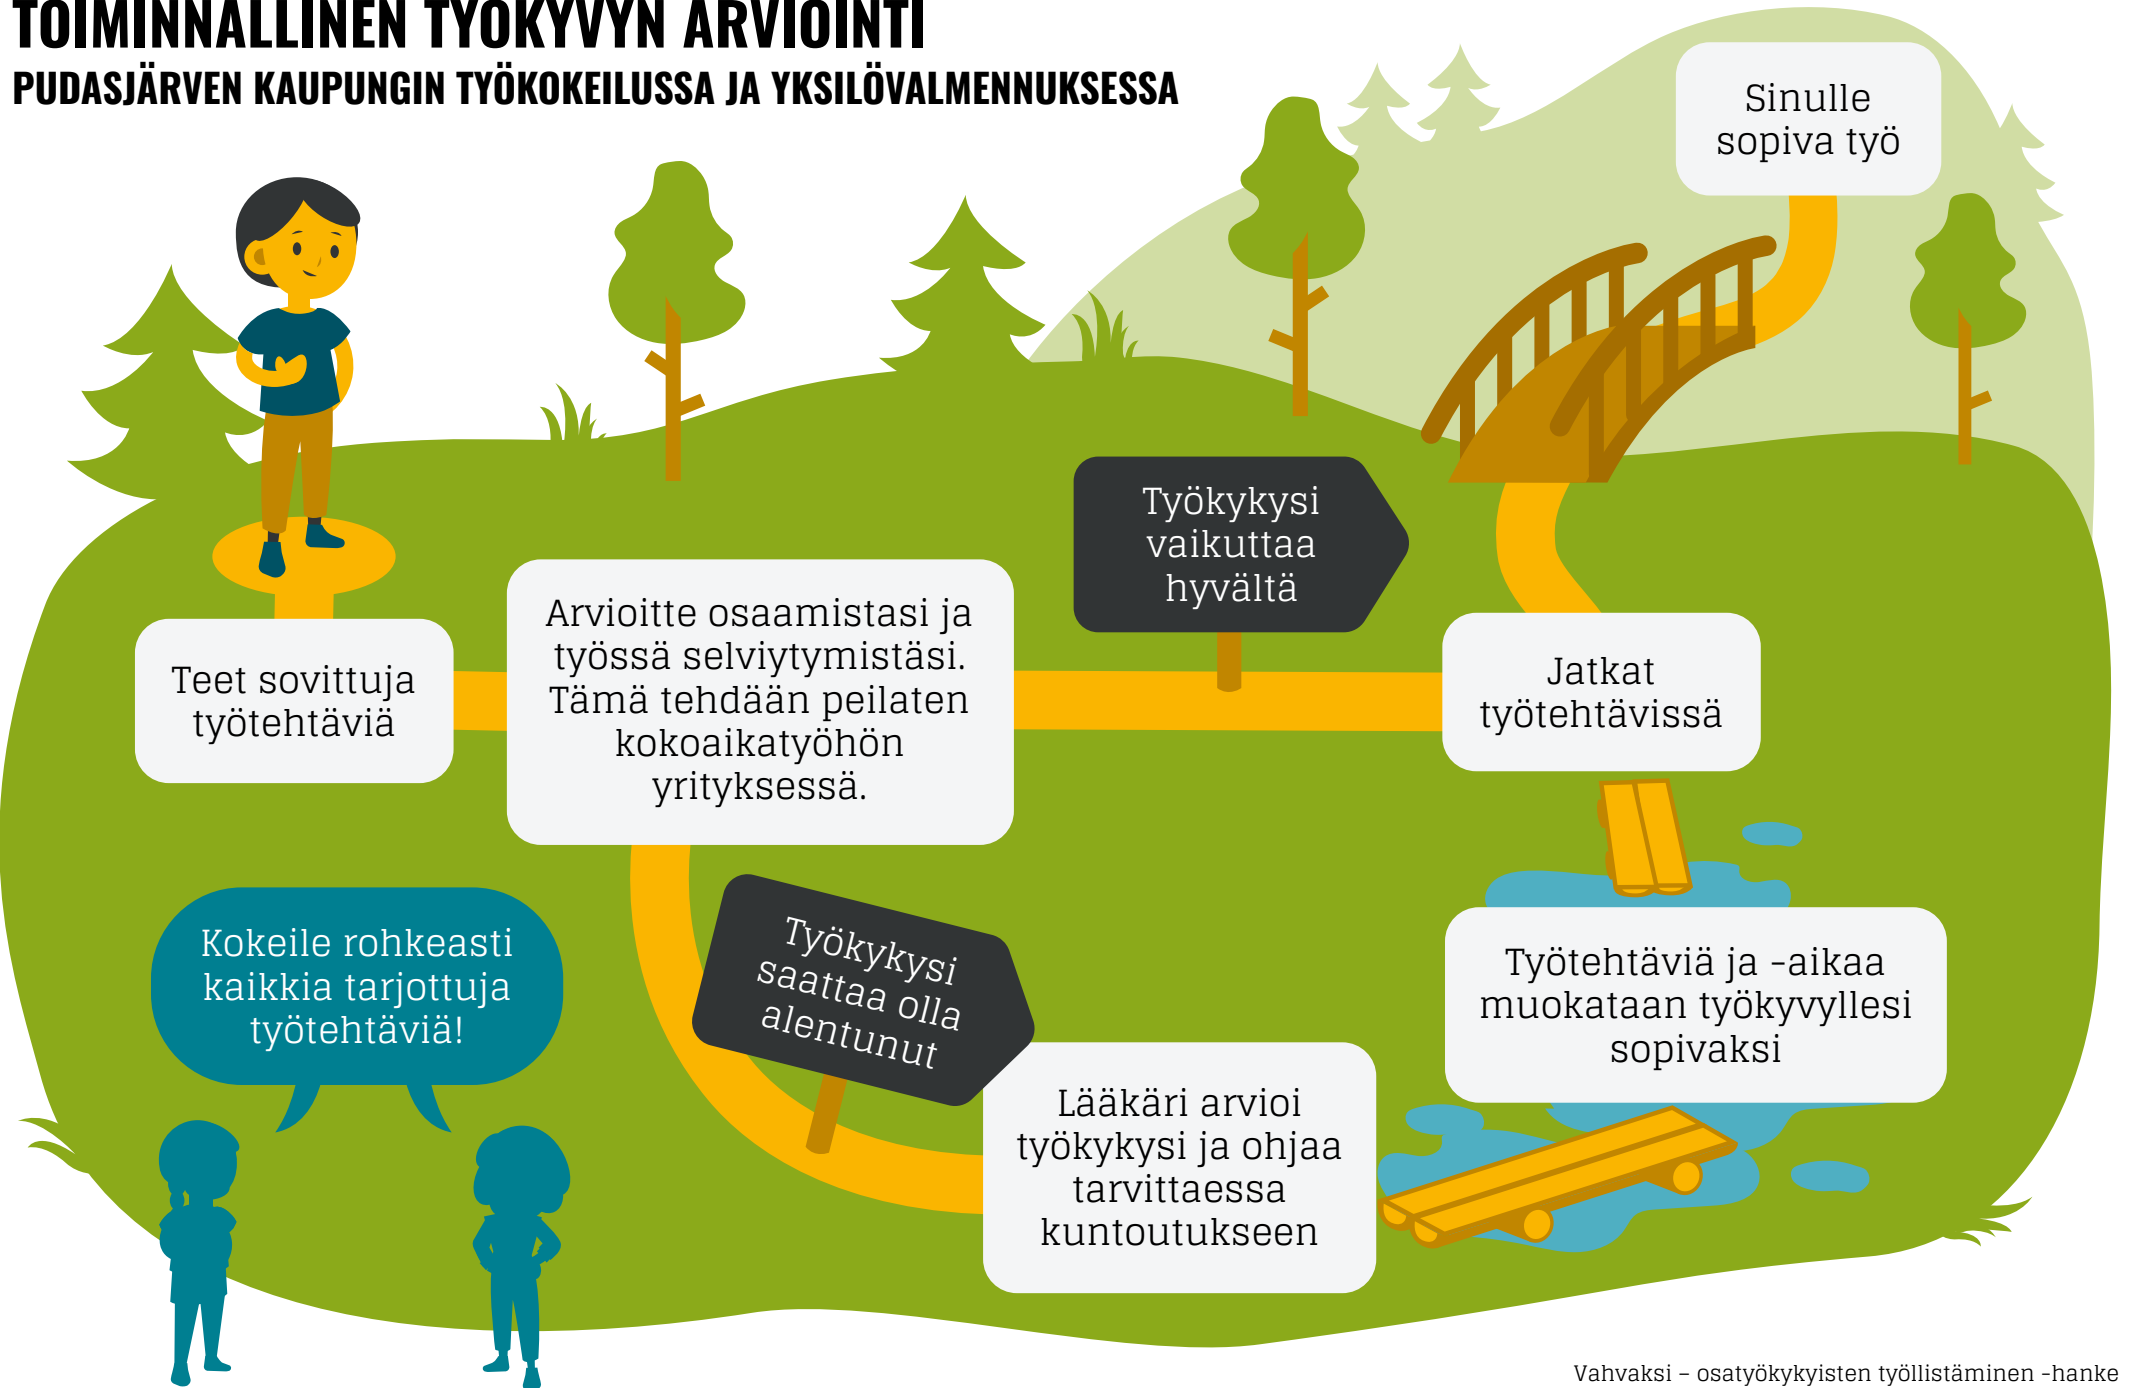 TOIMINNALLINEN TYÖKYVYN ARVIOINTI
PUDASJÄRVEN KAUPUNGIN TYÖKOKEILUSSA JA YKSILÖVALMENNUKSESSA
Teet sovittuja
työtehtäviä
Arvioitte osaamistasi ja
työssä selviytymistäsi.
Tämä tehdään peilaten
kokoaikatyöhön
yrityksessä.
Työkykysi
vaikuttaa
hyvältä
Jatkat
työtehtävissä
Sinulle
sopiva työ
Työkykysi
saattaa olla
alentunut
Lääkäri arvioi
työkykysi ja ohjaa
tarvittaessa
kuntoutukseen
Työtehtäviä ja -aikaa
muokataan työkyvyllesi
sopivaksi
Kokeile rohkeasti
kaikkia tarjottuja
työtehtäviä!
Vahvaksi – osatyökykyisten työllistäminen -hanke